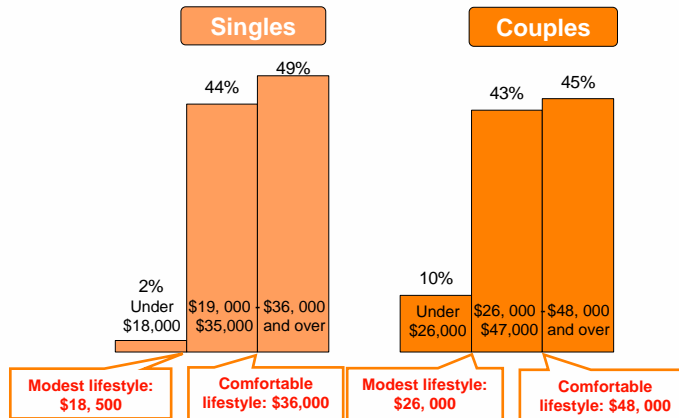 Singles
Couples
49%
44%
45%
43%
2%
10%
Under
$18,000
$19, 000 -
$35,000
$36, 000
and over
Under
$26,000
$26, 000 -
$47,000
$48, 000
and over
Modest lifestyle:
$18, 500
Comfortable
lifestyle: $36,000
Modest lifestyle:
$26, 000
Comfortable
lifestyle: $48, 000